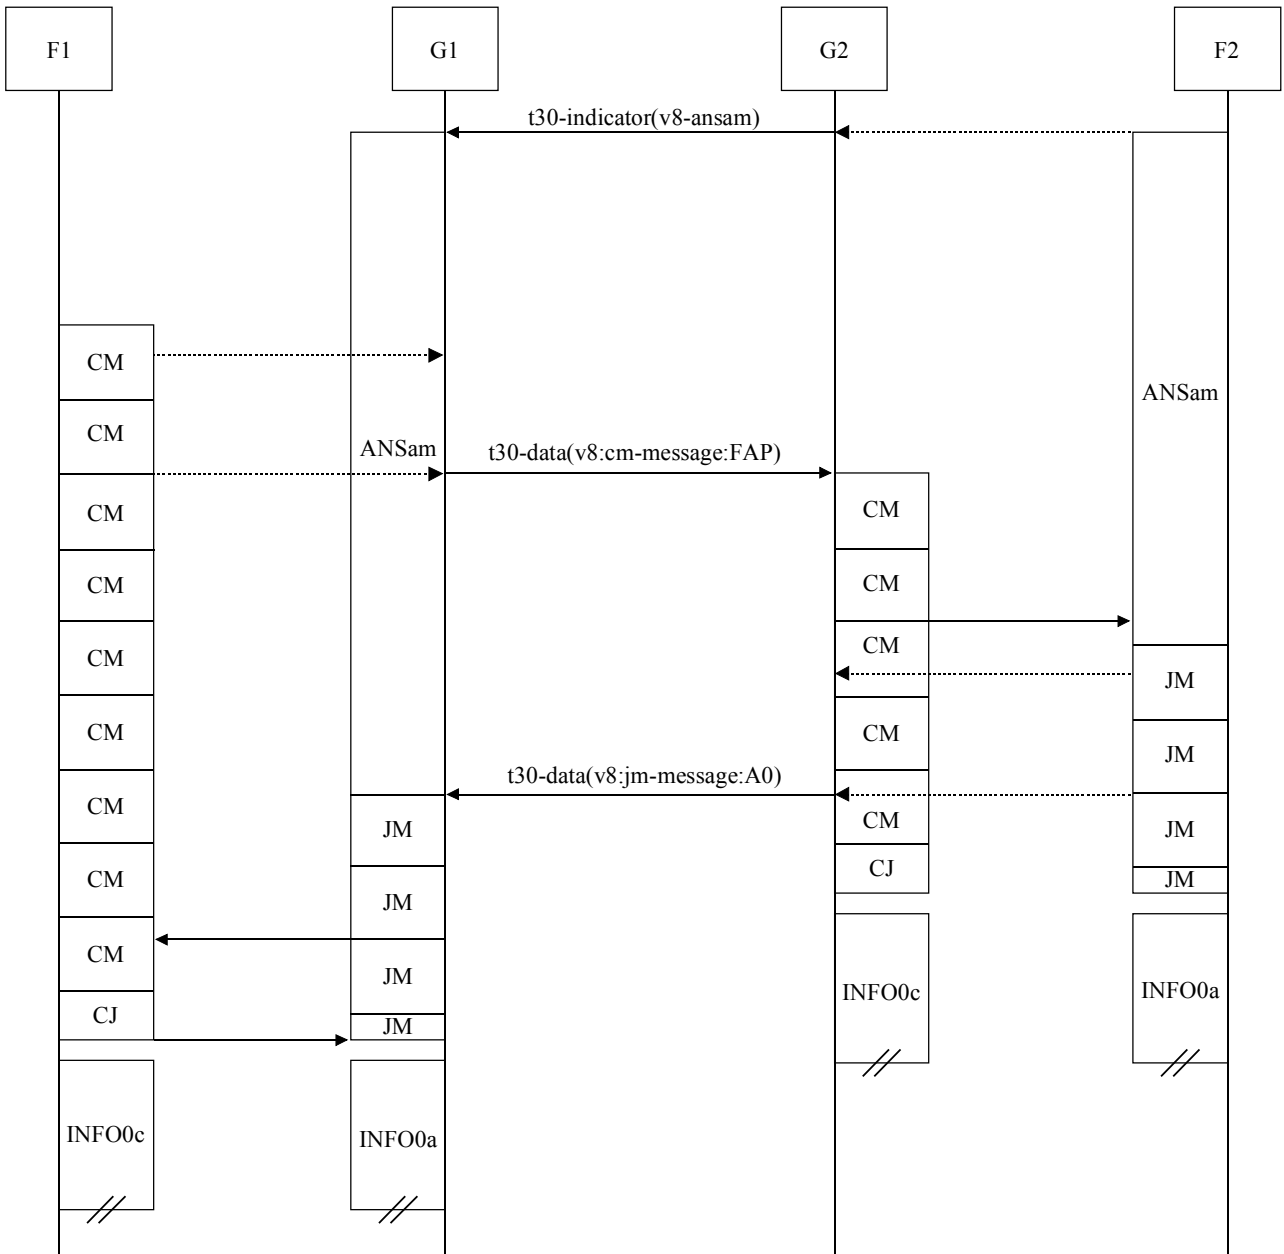 F1
G1
G2
F2
t30-indicator(v8-ansam)
CM
ANSam
CM
ANSam
t30-data(v8:cm-message:FAP)
CM
CM
CM
CM
CM
CM
JM
CM
CM
JM
t30-data(v8:jm-message:A0)
CM
JM
CM
JM
CM
CJ
JM
JM
CM
JM
INFO0c
INFO0a
CJ
JM
INFO0c
INFO0a